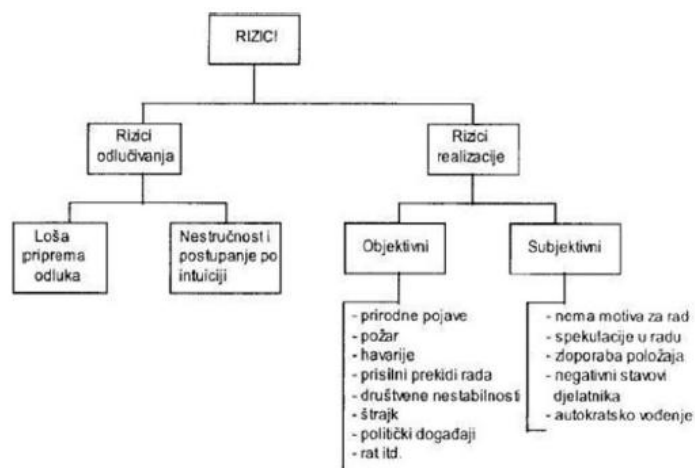 RIZICI
Rizici
odlučivanja
Rizici
realizacije
Loša
priprema
odluka
Nestručnost i
postupanje po
intuiciji
Objektivni
Subjektivni
- prirodne pojave
- požar
- havarije
- prisilni prekidi rada
- društvene nestabilnosti
- štrajk
- politički događaji
- rat itd.
- nema motiva za rad
- spekulacije u radu
- zloporaba položaja
- negativni stavovi
djelatnika
- autokratsko vođenje